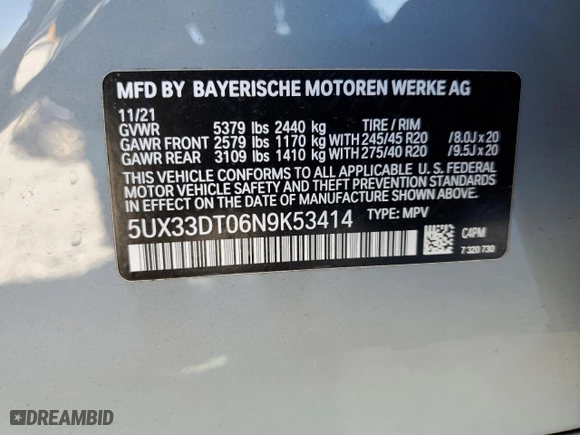 MFD BY BAYERISCHE MOTOREN WERKE AG
11/21
GVWR 5379 lbs 2440 kg TIRE / RIM
GAWR FRONT 2579 lbs 1170 kg WITH 245/45 R20 /8.0J x 20
GAWR REAR 3109 lbs 1410 kg WITH 275/40 R20 /9.5J x 20
THIS VEHICLE CONFORMS TO ALL APPLICABLE U. S. FEDERAL
MOTOR VEHICLE SAFETY AND THEFT PREVENTION STANDARDS
IN EFFECT ON THE DATE OF MANUFACTURE SHOWN ABOVE.
5UX33DT06N9K53414 TYPE: MPV
C4PM
7 320 730
DREAMBID